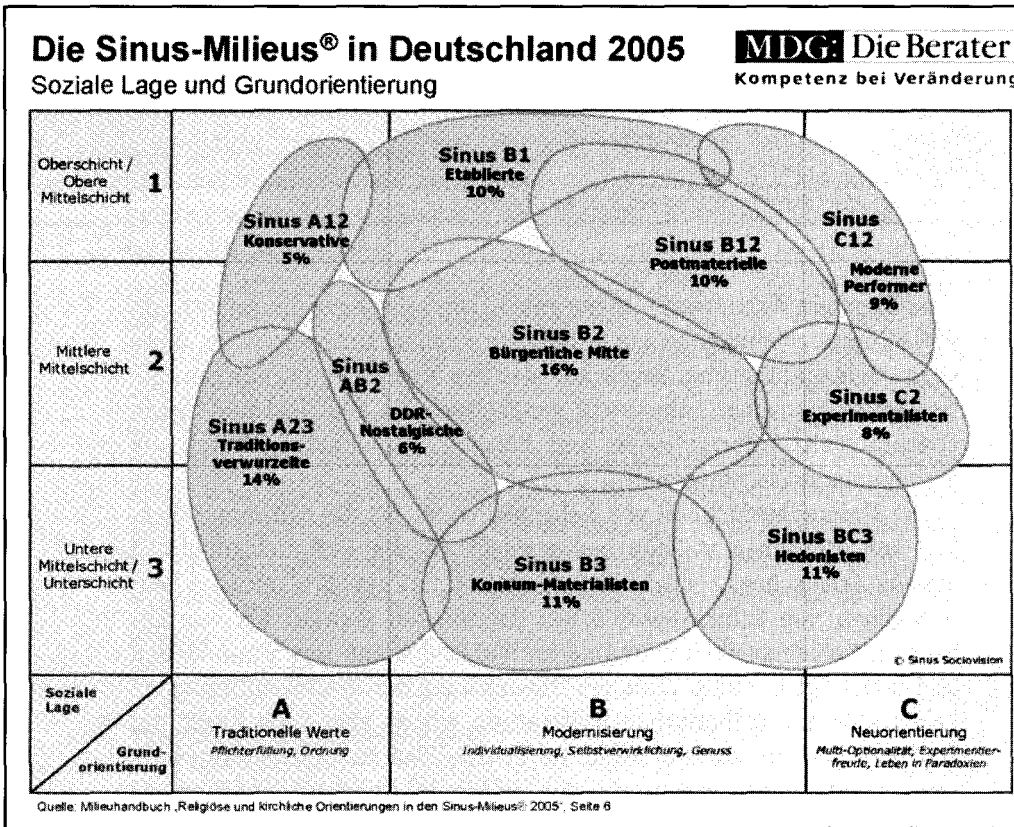 Die Sinus-Milieus® in Deutschland 2005
Soziale Lage und Grundorientierung
MDG: Die Berater
Kompetenz bei Veränderung
Oberschicht /
Obere
Mittelschicht
1
Mittlere
Mittelschicht
2
Untere
Mittelschicht /
Unterschicht
3
Sinus B1
Etablierte
10%
Sinus A12
Konservative
5%
Sinus B12
Postmaterielle
10%
Sinus
C12
Moderne
Performer
9%
Sinus B2
Bürgerliche Mitte
16%
Sinus
AB2
DDR-
Nostalgische
6%
Sinus A23
Traditions-
verwurzelte
14%
Sinus C2
Experimentalisten
8%
Sinus B3
Konsum-Materialisten
11%
Sinus BC3
Hedonisten
11%
© Sinus Sociovision
Soziale
Lage
Grund-
orientierung
A
Traditionelle Werte
Pflichterfüllung, Ordnung
B
Modernisierung
Individualisierung, Selbstverwirklichung, Genuss
C
Neuorientierung
Multi-Optionalität, Experimentier-
freude, Leben in Paradoxien
Quelle: Milieuhandbuch „Religiöse und kirchliche Orientierungen in den Sinus-Milieus® 2005", Seite 6